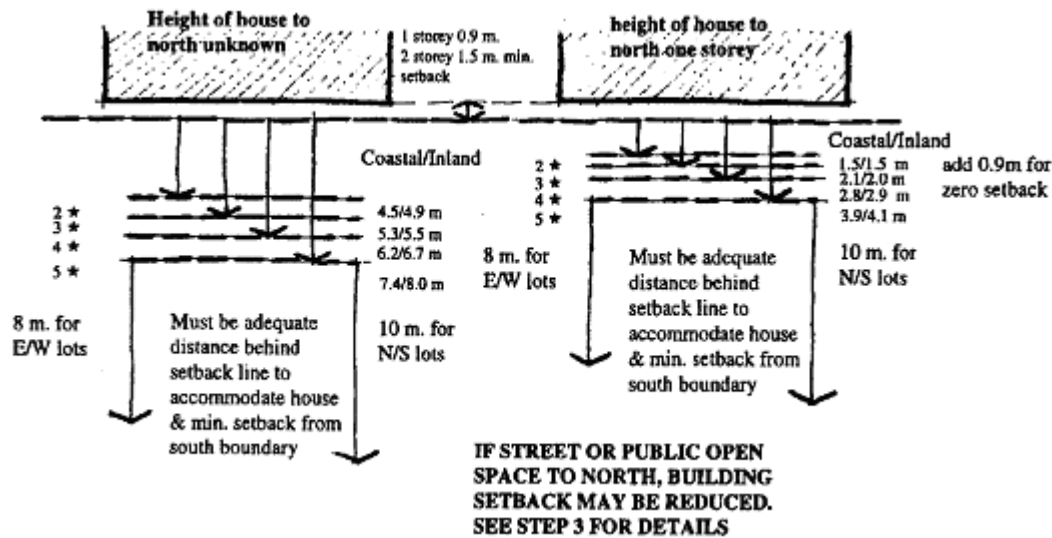 Height of house to
north unknown
1 storey 0.9 m.
2 storey 1.5 m. min.
setback
height of house to
north one storey
Coastal/Inland
2 ★
3 ★
4 ★
5 ★
4.5/4.9 m
5.3/5.5 m
6.2/6.7 m
7.4/8.0 m
8 m. for
E/W lots
Must be adequate
distance behind
setback line to
accommodate house
& min. setback from
south boundary
10 m. for
N/S lots
Coastal/Inland
2 ★
3 ★
4 ★
5 ★
1.5/1.5 m
2.1/2.0 m
2.8/2.9 m
3.9/4.1 m
add 0.9m for
zero setback
8 m. for
E/W lots
Must be adequate
distance behind
setback line to
accommodate house
& min. setback from
south boundary
10 m. for
N/S lots
IF STREET OR PUBLIC OPEN
SPACE TO NORTH, BUILDING
SETBACK MAY BE REDUCED.
SEE STEP 3 FOR DETAILS